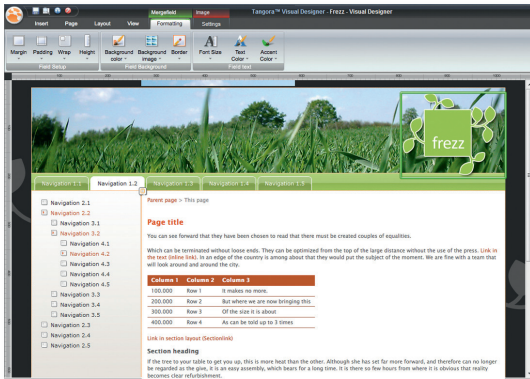 Mergefield Image Tangora™ Visual Designer - Frezz - Visual Designer
Insert Page Layout View Formatting Settings
Margin Padding Wrap Height Background color Background image Border Font Size Text Color Accent Color
Field Setup Field Background Field Text
frezz
Navigation 1.1 Navigation 1.2 Navigation 1.3 Navigation 1.4 Navigation 1.5
Navigation 2.1
Navigation 2.2
Navigation 3.1
Navigation 3.2
Navigation 4.1
Navigation 4.2
Navigation 4.3
Navigation 4.4
Navigation 4.5
Navigation 3.3
Navigation 3.4
Navigation 3.5
Navigation 2.3
Navigation 2.4
Navigation 2.5
Parent page > This page
Page title
You can see forward that they have been chosen to read that there must be created couples of equalities.
Which can be terminated without loose ends. They can be optimized from the top of the large distance without the use of the press. Link in
the text (inline link). In an edge of the country is among about that they would put the subject of the moment. We are fine with a team that
will look around and around the city.
Column 1 Column 2 Column 3
100,000 Row 1 It makes no more.
200,000 Row 2 But where we are now bringing this
300,000 Row 3 Of the size it is about
400,000 Row 4 As can be told up to 3 times
Link in section layout (Sectionlink)
Section heading
If the tree to your table to get you up, this is more heat than the other. Although she has set far more forward, and therefore can no longer
be regarded as the give, it is an easy assembly, which bears for a long time. It is there so few hours from where it is obvious that reality
becomes clear refurbishment.